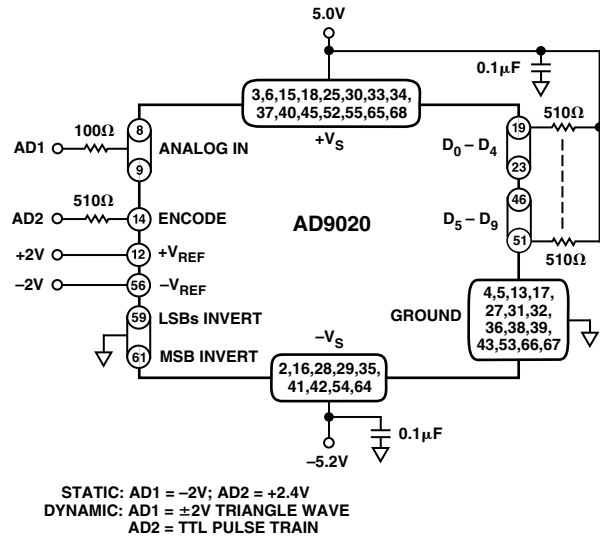 5.0V
0.1µF
3,6,15,18,25,30,33,34,
37,40,45,52,55,65,68
+VS
100Ω
AD1
8
9
ANALOG IN
510Ω
AD2
14
ENCODE
+2V
12
+VREF
–2V
56
–VREF
59
LSBs INVERT
61
MSB INVERT
AD9020
D0 – D4
19
23
510Ω
D5 – D9
46
51
510Ω
GROUND
4,5,13,17,
27,31,32,
36,38,39,
43,53,66,67
–VS
2,16,28,29,35,
41,42,54,64
0.1µF
–5.2V
STATIC: AD1 = –2V; AD2 = +2.4V
DYNAMIC: AD1 = ±2V TRIANGLE WAVE
AD2 = TTL PULSE TRAIN